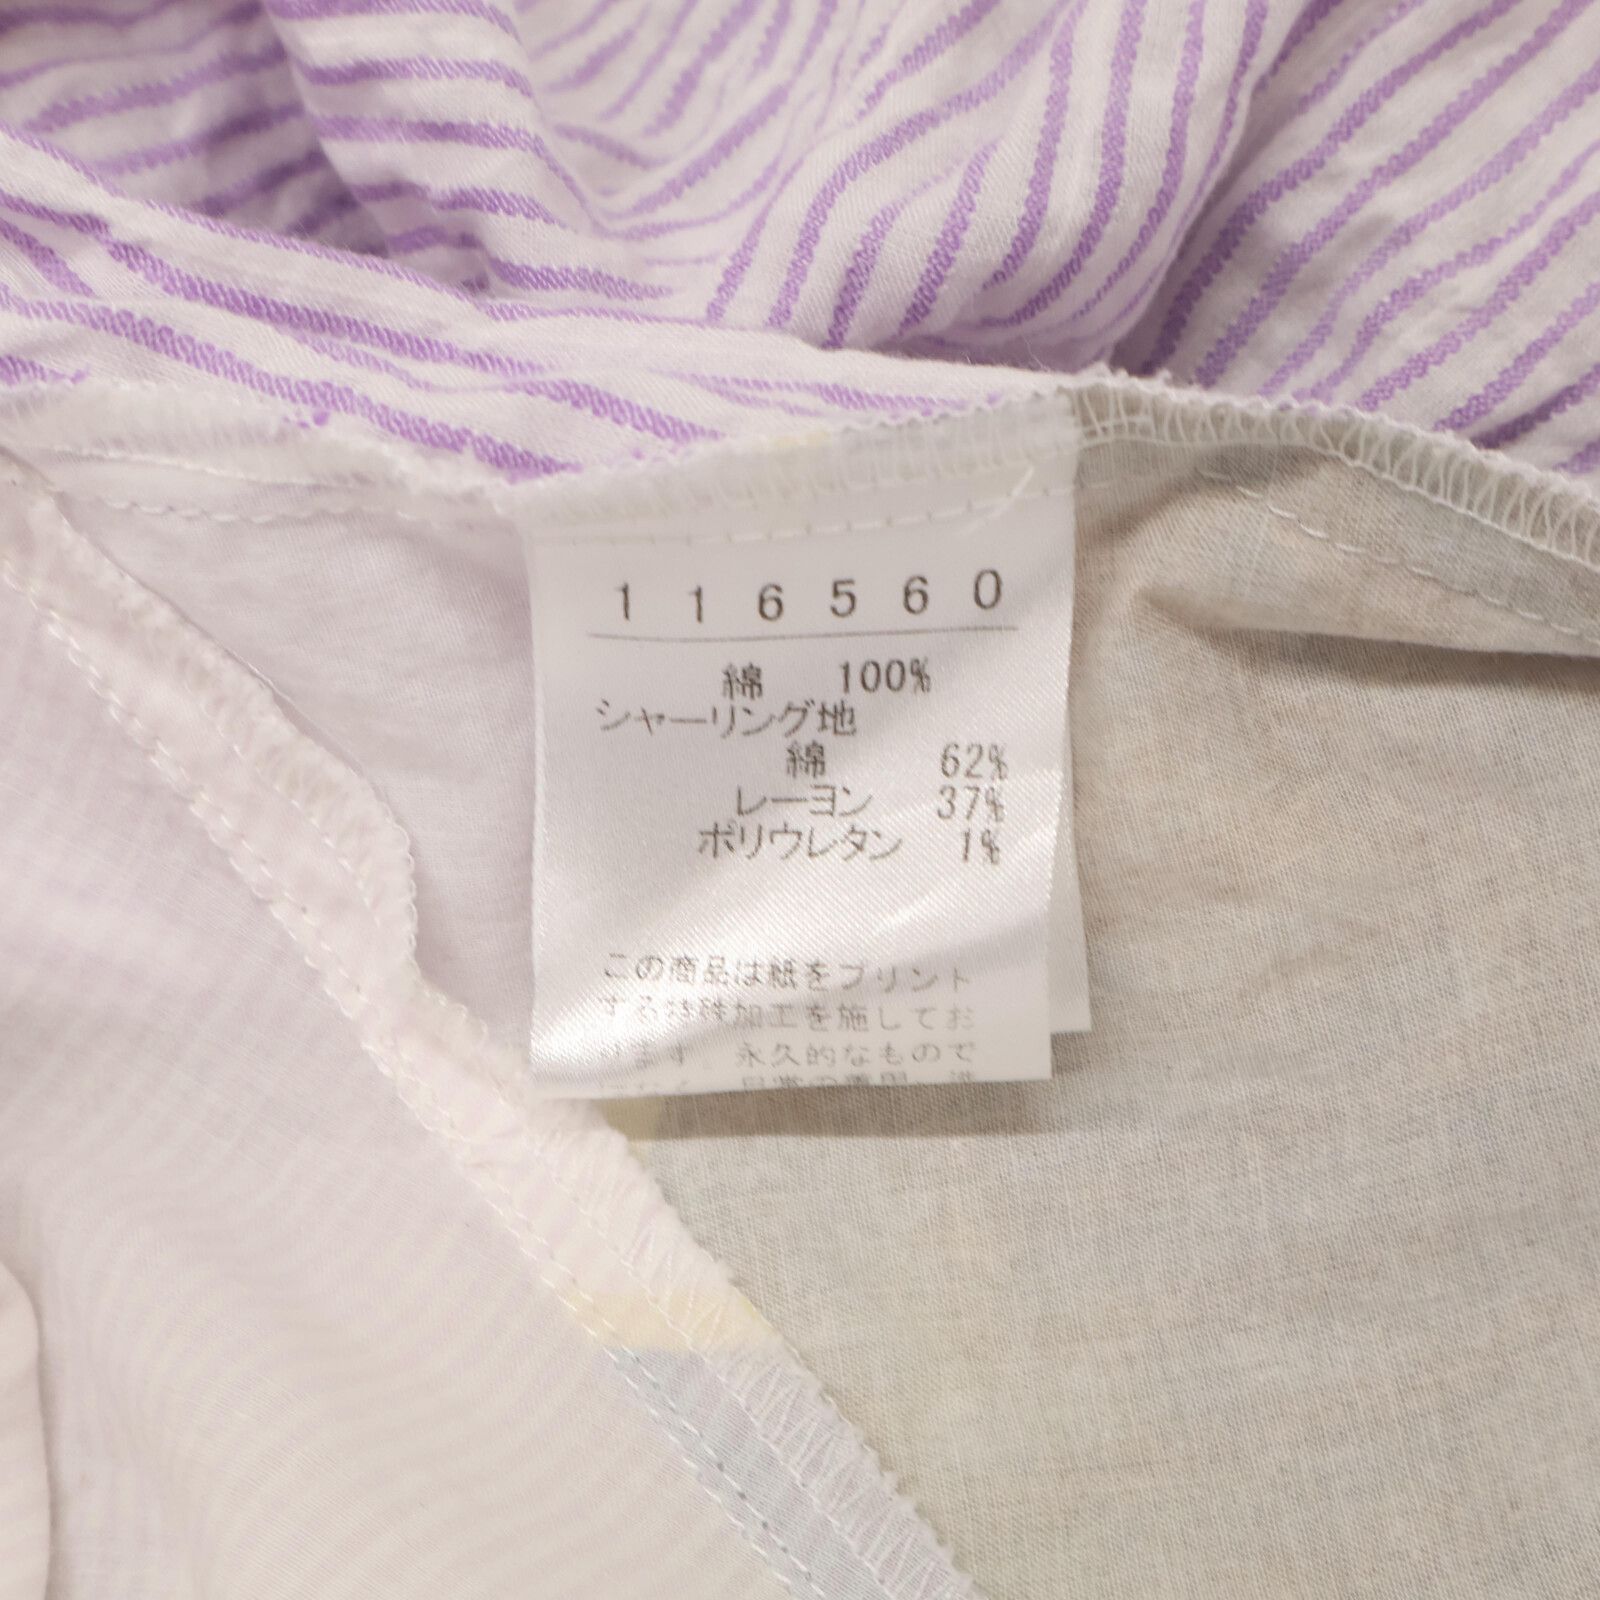 116560
綿 100%
シャーリング地
綿 62%
レーヨン 37%
ポリウレタン 1%
この商品は紙をプリント
する特殊加工を施してお
ります。永久的なもので